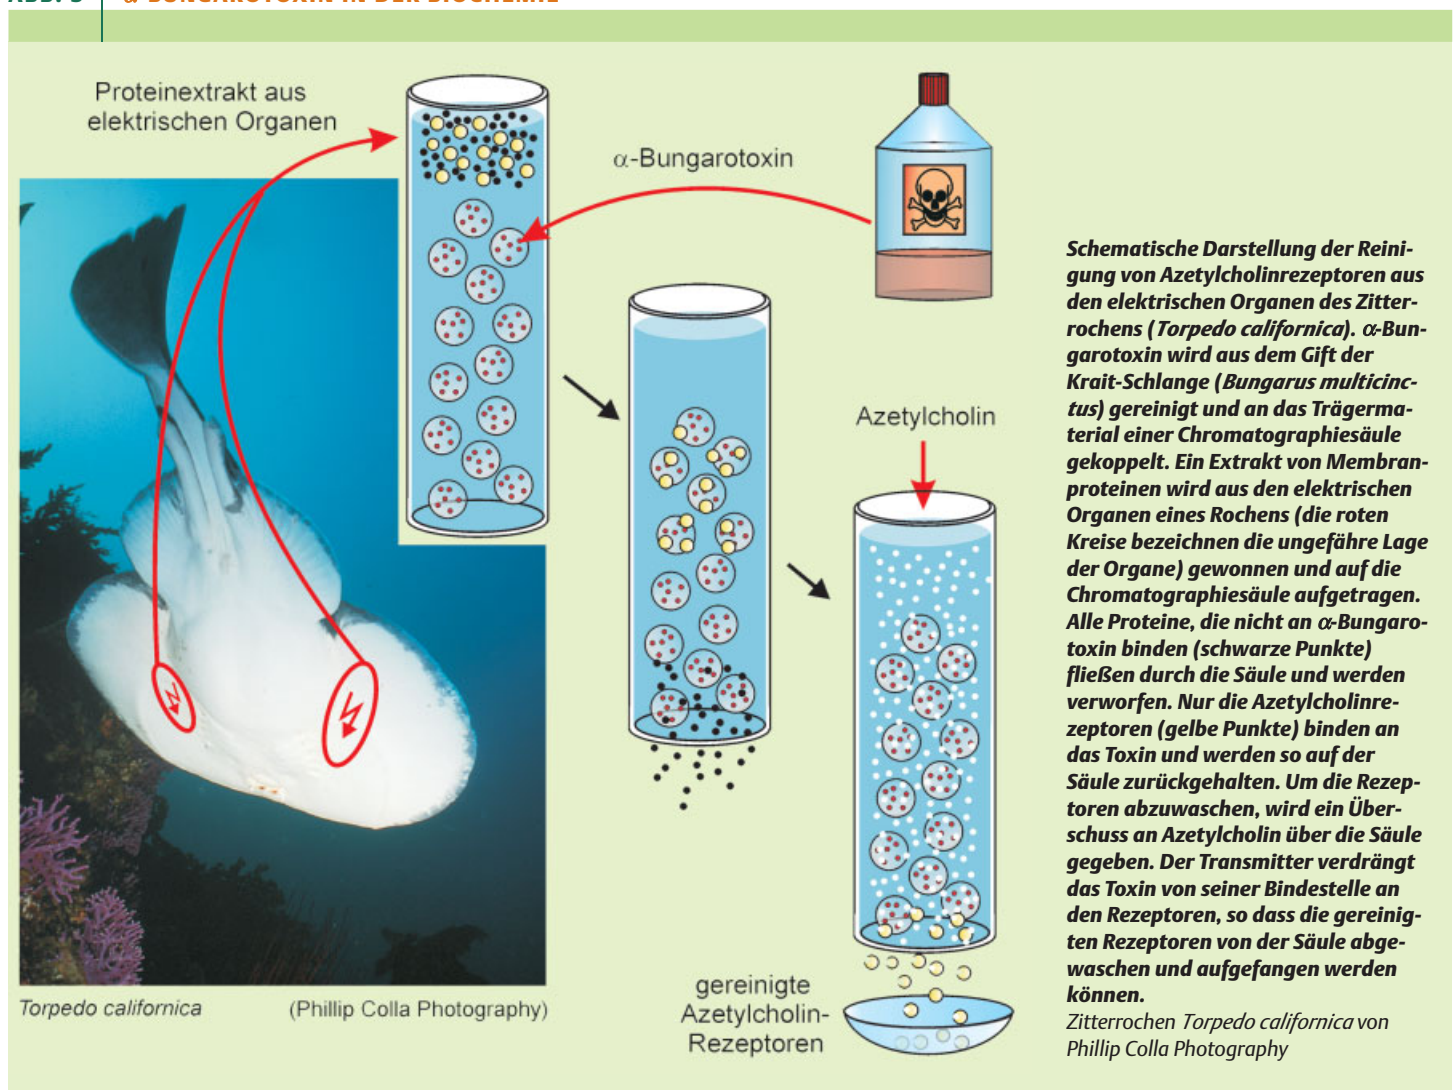 ABB. 3 α-BUNGAROTOXIN IN DER BIOCHEMIE
Proteinextrakt aus
elektrischen Organen
α-Bungarotoxin
Azetylcholin
gereinigte
Azetylcholin-
Rezeptoren
Torpedo californica (Phillip Colla Photography)
Schematische Darstellung der Reini-
gung von Azetylcholinrezeptoren aus
den elektrischen Organen des Zitter-
rochens (Torpedo californica). α-Bun-
garotoxin wird aus dem Gift der
Krait-Schlange (Bungarus multicinc-
tus) gereinigt und an das Trägerma-
terial einer Chromatographiesäule
gekoppelt. Ein Extrakt von Membran-
proteinen wird aus den elektrischen
Organen eines Rochens (die roten
Kreise bezeichnen die ungefähre Lage
der Organe) gewonnen und auf die
Chromatographiesäule aufgetragen.
Alle Proteine, die nicht an α-Bungaro-
toxin binden (schwarze Punkte)
fließen durch die Säule und werden
verworfen. Nur die Azetylcholinre-
zeptoren (gelbe Punkte) binden an
das Toxin und werden so auf der
Säule zurückgehalten. Um die Rezep-
toren abzuwaschen, wird ein Über-
schuss an Azetylcholin über die Säule
gegeben. Der Transmitter verdrängt
das Toxin von seiner Bindestelle an
den Rezeptoren, so dass die gereinig-
ten Rezeptoren von der Säule abge-
waschen und aufgefangen werden
können.
Zitterrochen Torpedo californica von
Phillip Colla Photography